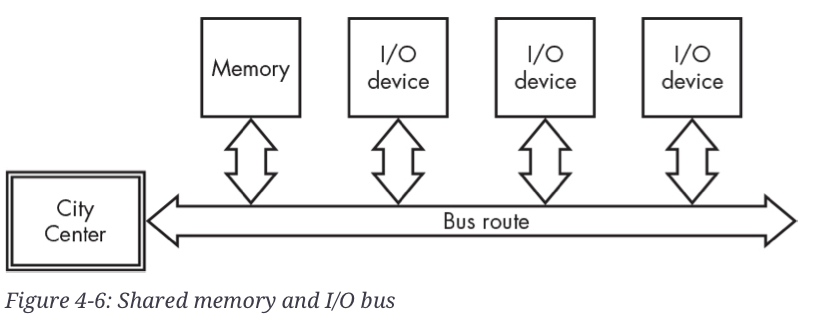 Memory
I/O
device
I/O
device
I/O
device
City
Center
Bus route
Figure 4-6: Shared memory and I/O bus